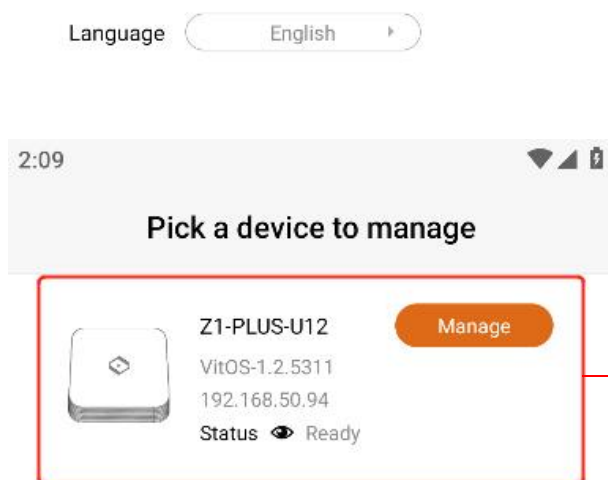 Language English
2:09
Pick a device to manage
Z1-PLUS-U12 Manage
VitOS-1.2.5311
192.168.50.94
Status Ready